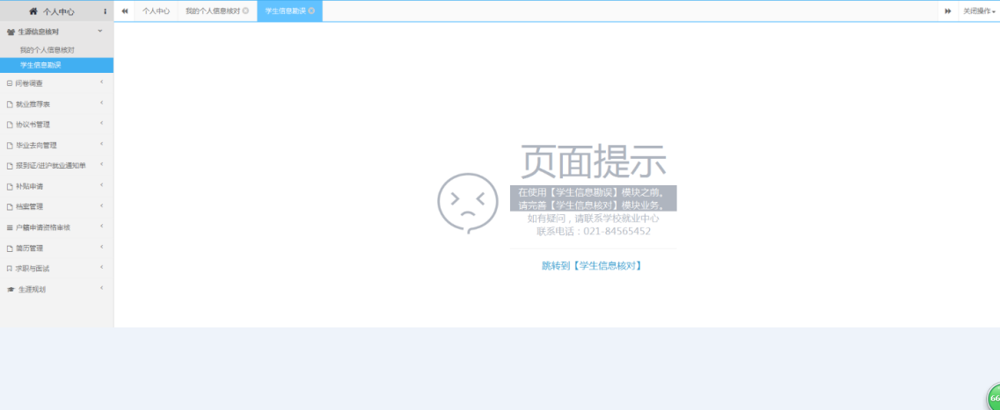 个人中心
个人中心
我的个人信息核对
学生信息勘误
关闭操作
生源信息核对
我的个人信息核对
学生信息勘误
问卷调查
就业推荐表
协议书管理
毕业去向管理
报到证/进沪就业通知单
补贴申请
档案管理
户籍申请资格审核
简历管理
求职与面试
生涯规划
页面提示
在使用【学生信息勘误】模块之前。
请完善【学生信息核对】模块业务。
如有疑问，请联系学校就业中心
联系电话：021-84565452
跳转到【学生信息核对】
66